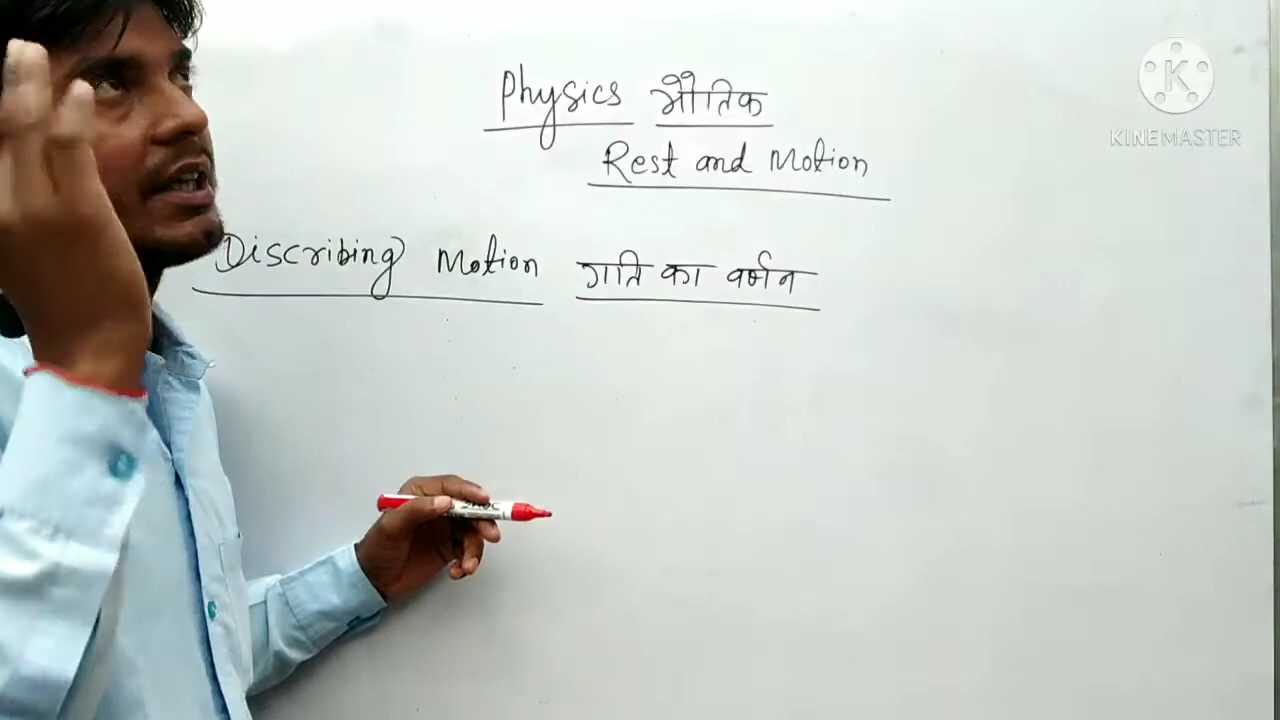 Physics भौतिक
Rest and Motion
Discribing Motion गति का वर्णन
K
KINEMASTER